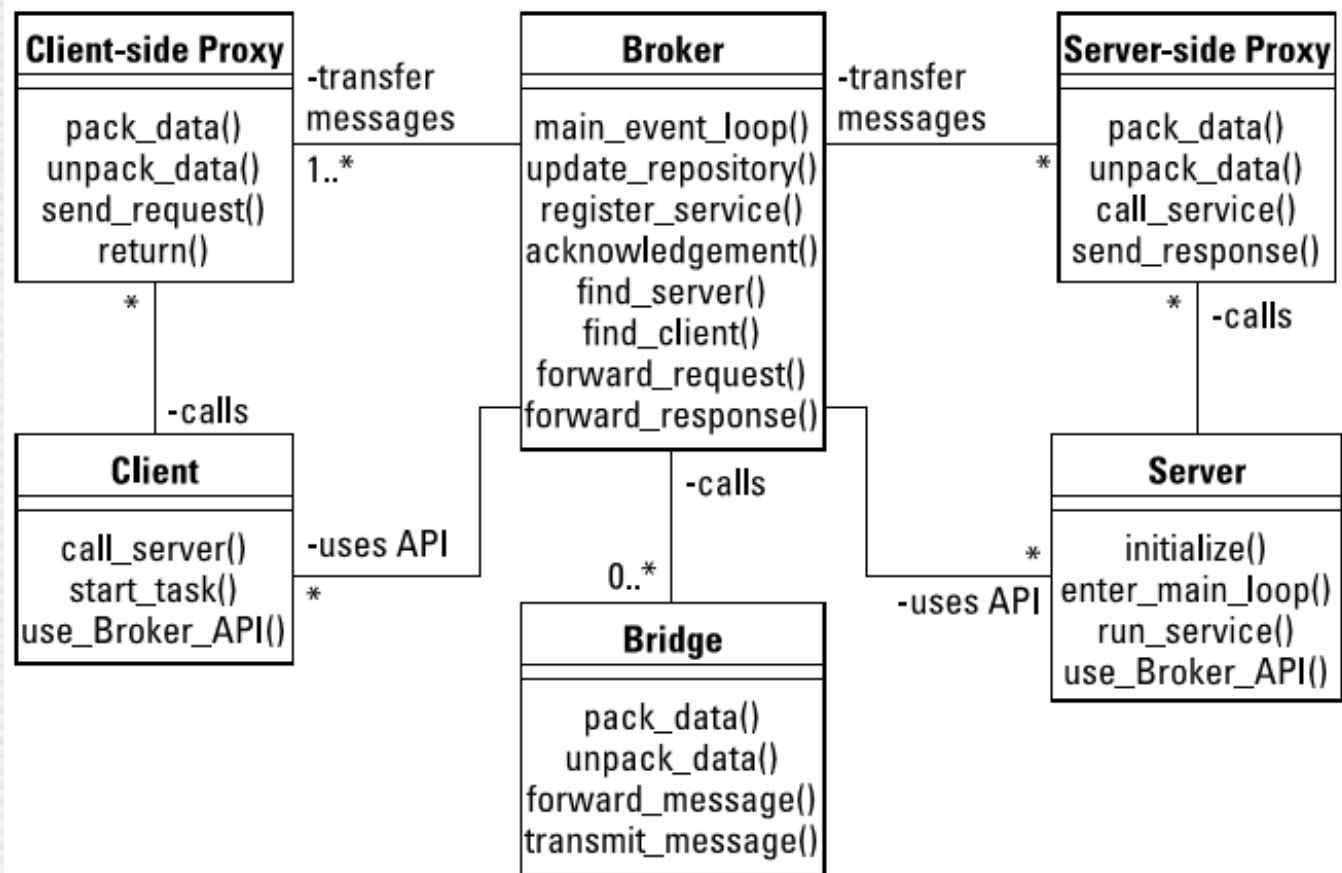 Client-side Proxy
pack_data()
unpack_data()
send_request()
return()
-transfer
messages
1..*
Broker
main_event_loop()
update_repository()
register_service()
acknowledgement()
find_server()
find_client()
forward_request()
forward_response()
-transfer
messages
*
Server-side Proxy
pack_data()
unpack_data()
call_service()
send_response()
*
-calls
*
-calls
Client
call_server()
start_task()
use_Broker_API()
-uses API
*
-calls
0..*
Bridge
pack_data()
unpack_data()
forward_message()
transmit_message()
*
-uses API
Server
initialize()
enter_main_loop()
run_service()
use_Broker_API()